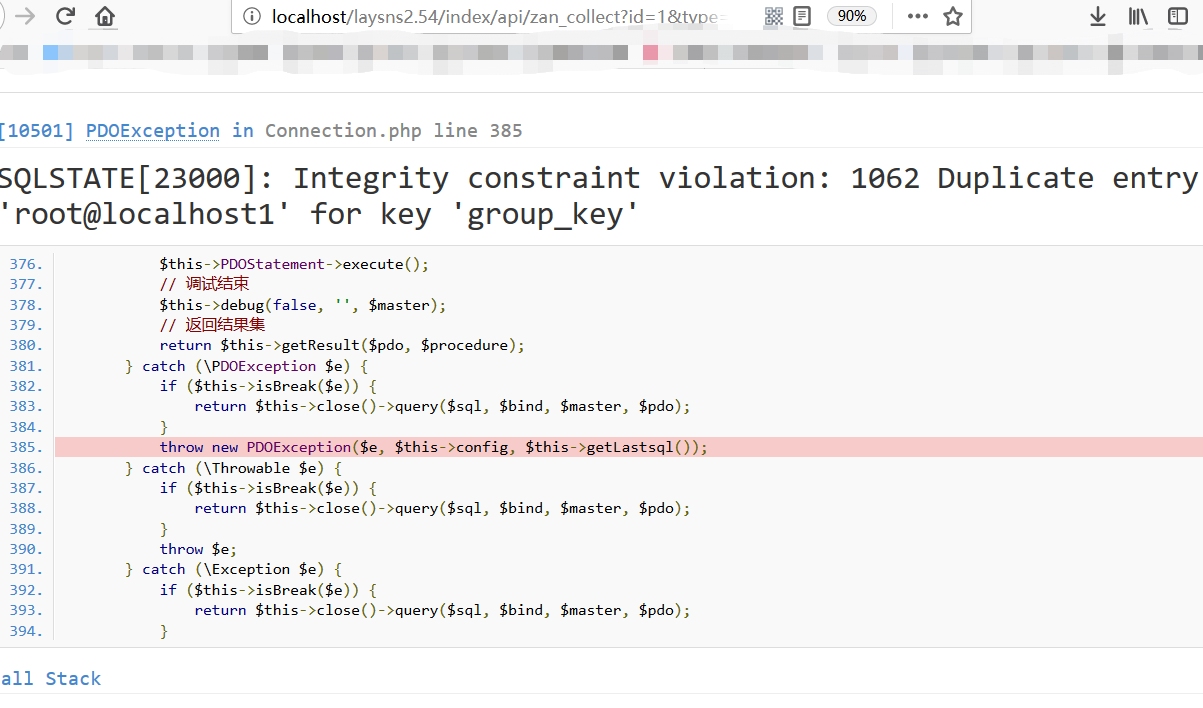 localhost/laysns2.54/index/api/zan_collect?id=1&type=
90%
[10501] PDOException in Connection.php line 385
SQLSTATE[23000]: Integrity constraint violation: 1062 Duplicate entry
'root@localhost1' for key 'group_key'
376. $this->PDOStatement->execute();
377. // 调试结束
378. $this->debug(false, '', $master);
379. // 返回结果集
380. return $this->getResult($pdo, $procedure);
381. } catch (\PDOException $e) {
382. if ($this->isBreak($e)) {
383. return $this->close()->query($sql, $bind, $master, $pdo);
384. }
385. throw new PDOException($e, $this->config, $this->getLastsql());
386. } catch (\Throwable $e) {
387. if ($this->isBreak($e)) {
388. return $this->close()->query($sql, $bind, $master, $pdo);
389. }
390. throw $e;
391. } catch (\Exception $e) {
392. if ($this->isBreak($e)) {
393. return $this->close()->query($sql, $bind, $master, $pdo);
394. }
all Stack